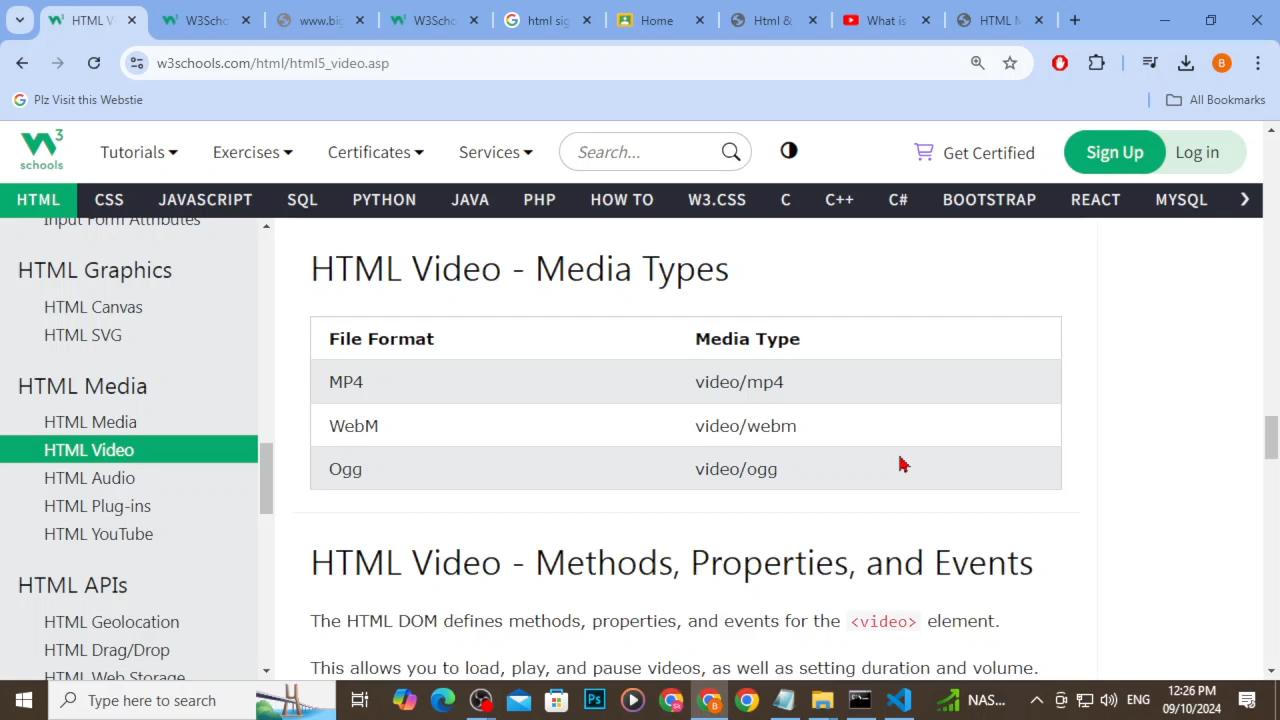 HTML V
W3Scho
www.big
W3Scho
html sig
Home
Html &
What is
HTML M
w3schools.com/html/html5_video.asp
B
Plz Visit this Webstie
All Bookmarks
3
schools
Tutorials
Exercises
Certificates
Services
Search...
Get Certified
Sign Up
Log in
HTML CSS JAVASCRIPT SQL PYTHON JAVA PHP HOW TO W3.CSS C C++ C# BOOTSTRAP REACT MYSQL
Input Form Attributes
HTML Graphics
HTML Canvas
HTML SVG
HTML Media
HTML Media
HTML Video
HTML Audio
HTML Plug-ins
HTML YouTube
HTML APIs
HTML Geolocation
HTML Drag/Drop
HTML Web Storage
HTML Video - Media Types
File Format Media Type
MP4 video/mp4
WebM video/webm
Ogg video/ogg
HTML Video - Methods, Properties, and Events
The HTML DOM defines methods, properties, and events for the <video> element.
This allows you to load, play, and pause videos, as well as setting duration and volume.
Type here to search
Ps
NAS...
ENG
12:26 PM
09/10/2024